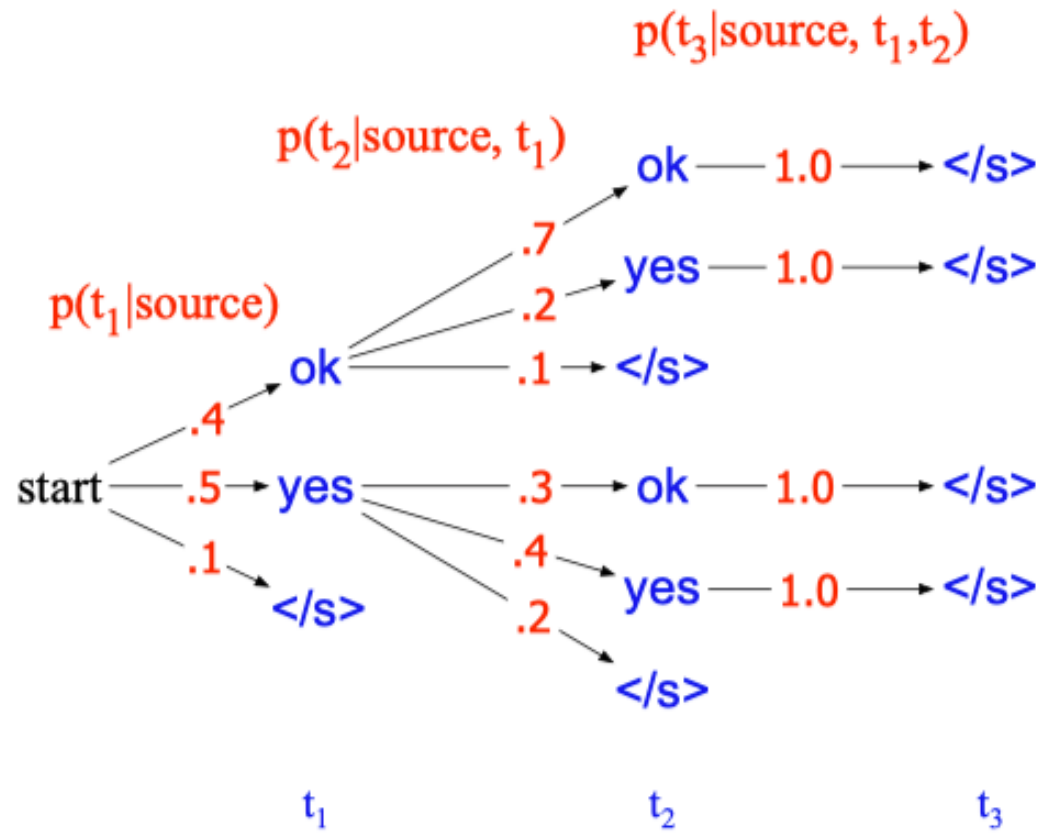 p(t₃|source, t₁,t₂)
p(t₂|source, t₁)
ok 1.0 </s>
.7
yes 1.0 </s>
.2
p(t₁|source)
ok .1 </s>
.4
start .5 yes .3 ok 1.0 </s>
.4
.1
yes 1.0 </s>
</s>
.2
</s>
t₁ t₂ t₃